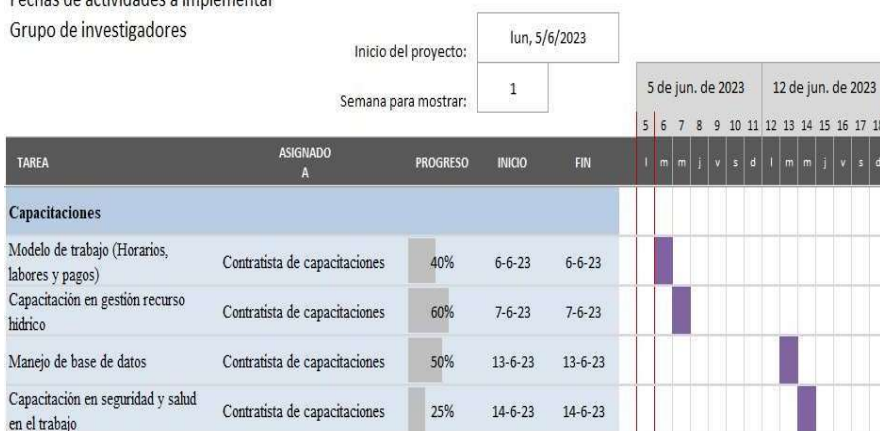 Fechas de actividades a implementar
Grupo de investigadores
Inicio del proyecto: lun, 5/6/2023
Semana para mostrar: 1
5 de jun. de 2023 12 de jun. de 2023
5 6 7 8 9 10 11 12 13 14 15 16 17 18
TAREA ASIGNADO A PROGRESO INICIO FIN l m m j v s d l m m j v s d
Capacitaciones
Modelo de trabajo (Horarios,
labores y pagos) Contratista de capacitaciones 40% 6-6-23 6-6-23
Capacitación en gestión recurso
hídrico Contratista de capacitaciones 60% 7-6-23 7-6-23
Manejo de base de datos Contratista de capacitaciones 50% 13-6-23 13-6-23
Capacitación en seguridad y salud
en el trabajo Contratista de capacitaciones 25% 14-6-23 14-6-23